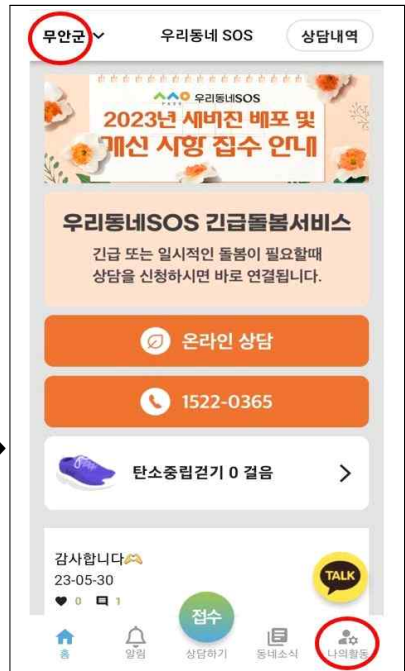 무안군
우리동네 SOS
상담내역
우리동네SOS
2023년 새버진 배포 및
개선 사항 접수 안내
우리동네SOS 긴급돌봄서비스
긴급 또는 일시적인 돌봄이 필요할때
상담을 신청하시면 바로 연결됩니다.
온라인 상담
1522-0365
탄소중립걷기 0 걸음
감사합니다🫶
23-05-30
0 1
TALK
접수
홈 알림 상담하기 동네소식 나의활동